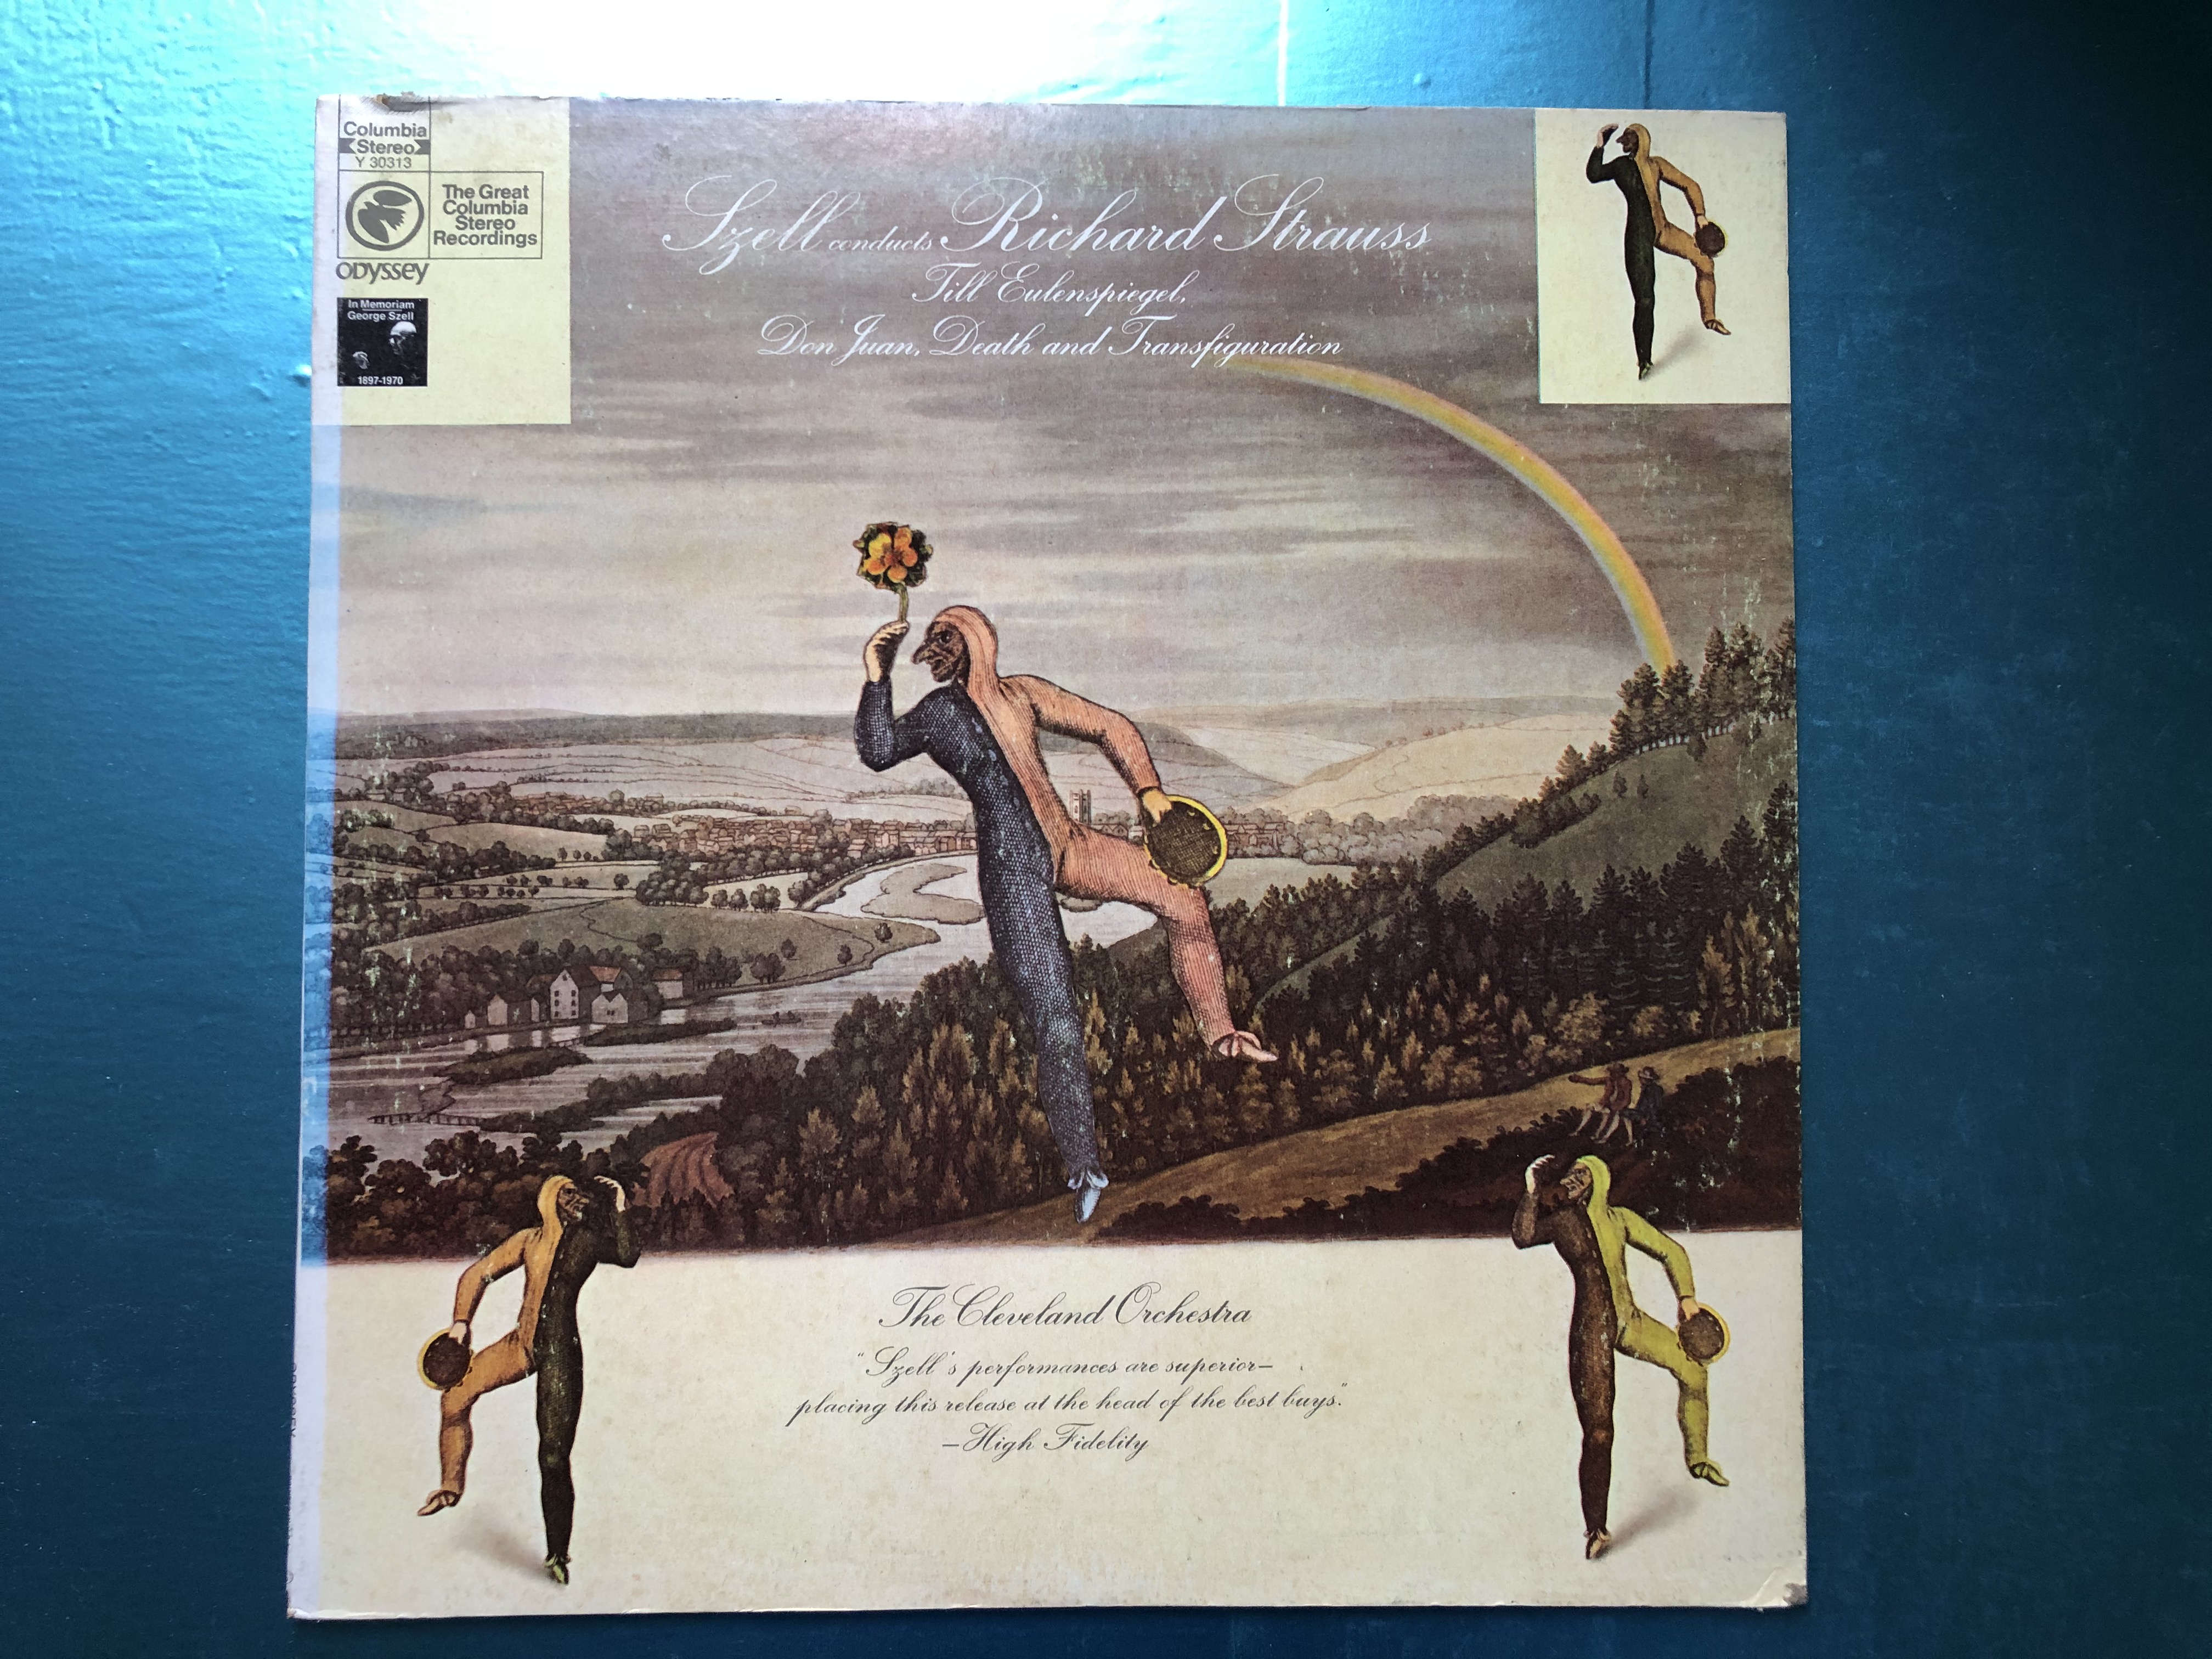 Columbia
Stereo
Y 30313
The Great
Columbia
Stereo
Recordings
ODYSSEY
In Memoriam
George Szell
1897-1970
Szell conducts Richard Strauss
Till Eulenspiegel,
Don Juan, Death and Transfiguration
The Cleveland Orchestra
"Szell's performances are superior—
placing this release at the head of the best buys."
—High Fidelity